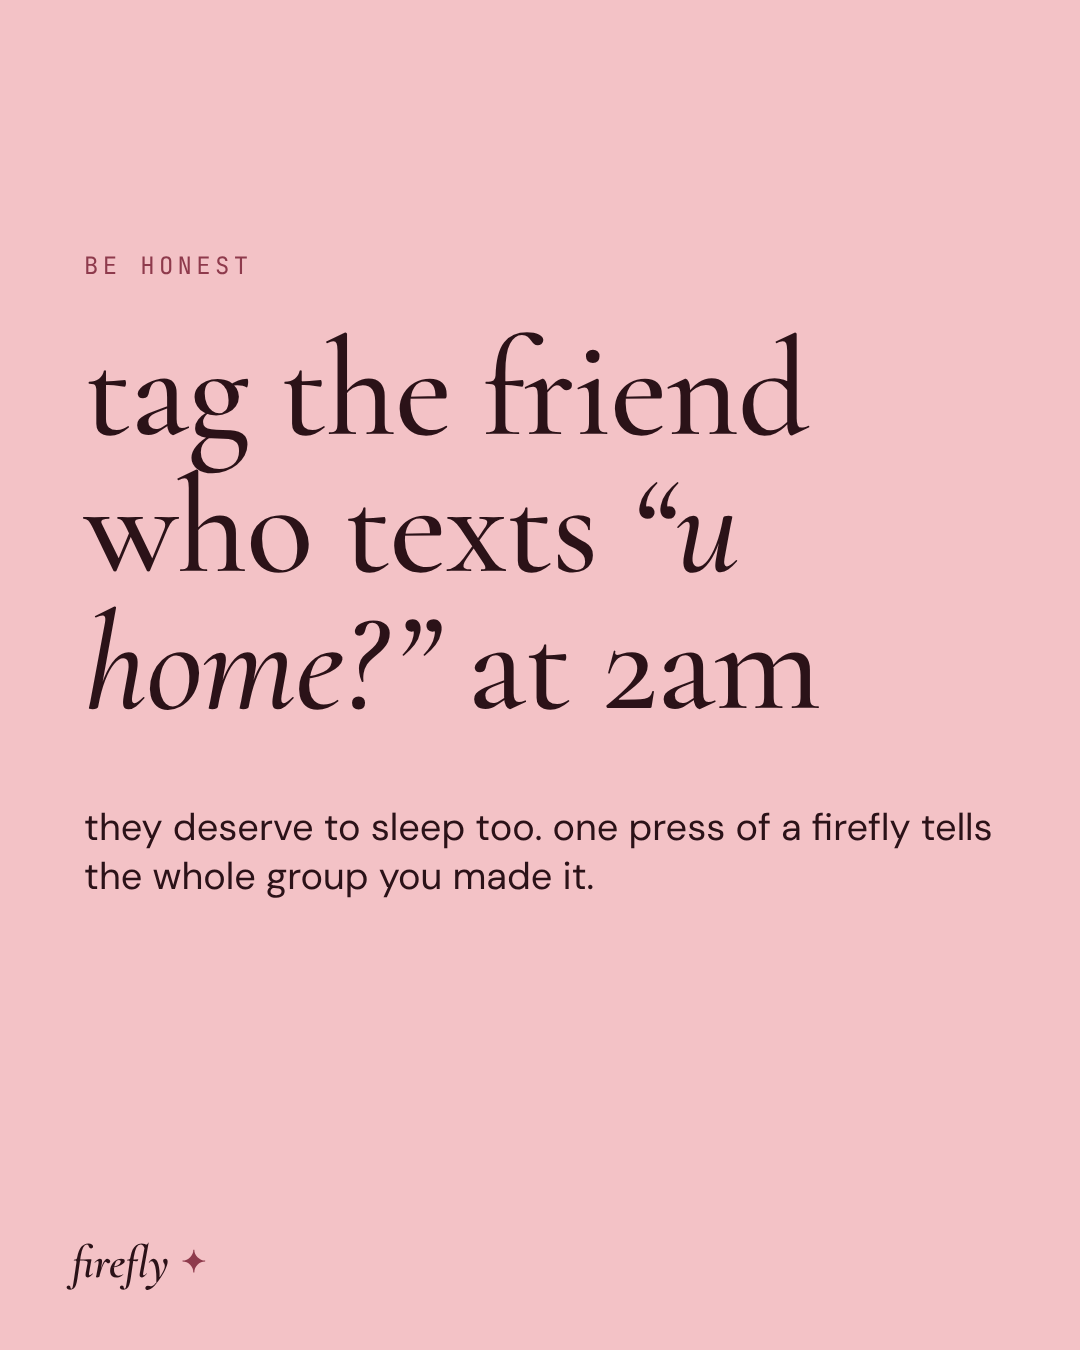 BE HONEST
tag the friend
who texts “u
home?” at 2am
they deserve to sleep too. one press of a firefly tells
the whole group you made it.
firefly ✦